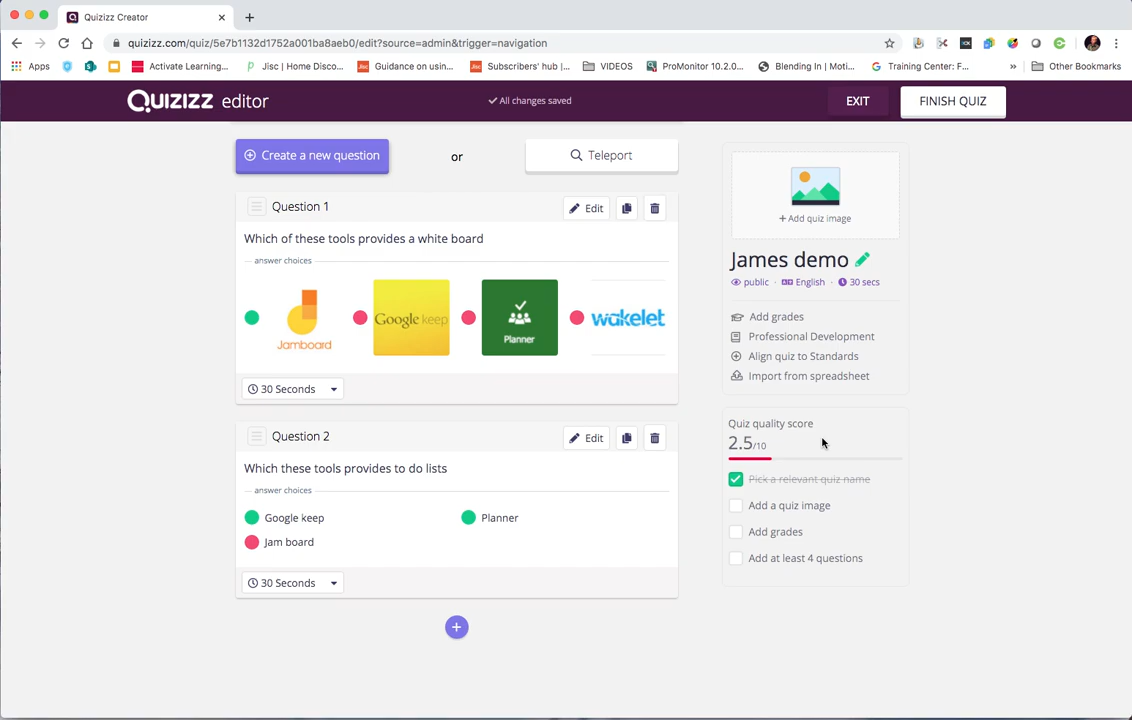 Quizizz Creator
quizizz.com/quiz/5e7b1132d1752a001ba8aeb0/edit?source=admin&trigger=navigation
Apps
Activate Learning...
Jisc | Home Disco...
Guidance on usin...
Subscribers' hub |...
VIDEOS
ProMonitor 10.2.0...
Blending In | Moti...
Training Center: F...
»
Other Bookmarks
QUIZIZZ editor
All changes saved
EXIT
FINISH QUIZ
Create a new question
or
Teleport
Question 1
Edit
Which of these tools provides a white board
answer choices
Jamboard
Google keep
Planner
wakelet
30 Seconds
Question 2
Edit
Which these tools provides to do lists
answer choices
Google keep
Planner
Jam board
30 Seconds
+ Add quiz image
James demo
public · English · 30 secs
Add grades
Professional Development
Align quiz to Standards
Import from spreadsheet
Quiz quality score
2.5/10
Pick a relevant quiz name
Add a quiz image
Add grades
Add at least 4 questions